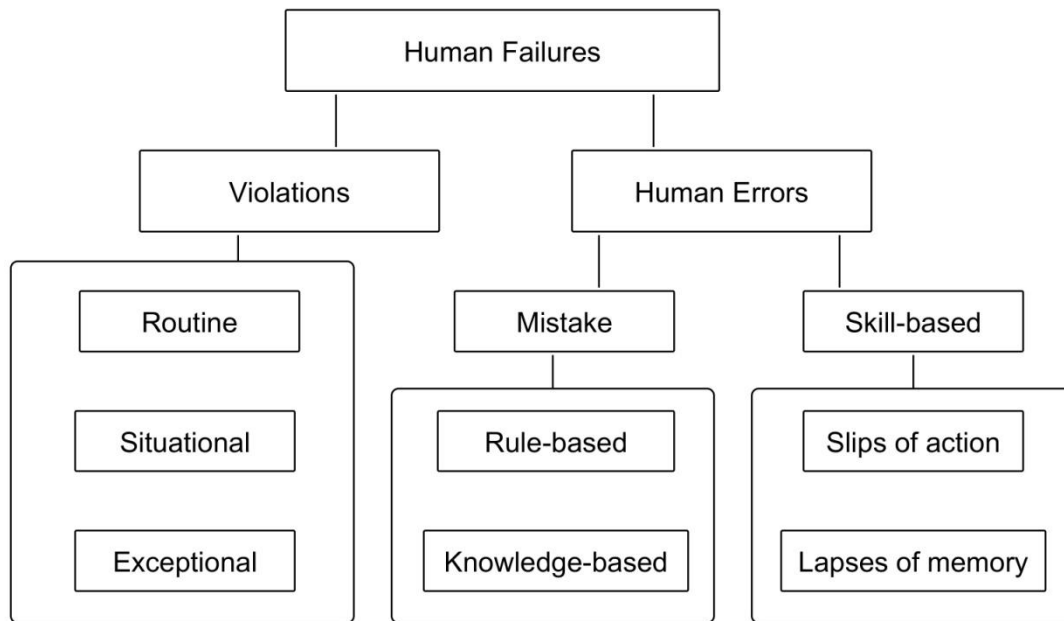 Human Failures
Violations
Human Errors
Routine
Mistake
Skill-based
Situational
Rule-based
Slips of action
Exceptional
Knowledge-based
Lapses of memory